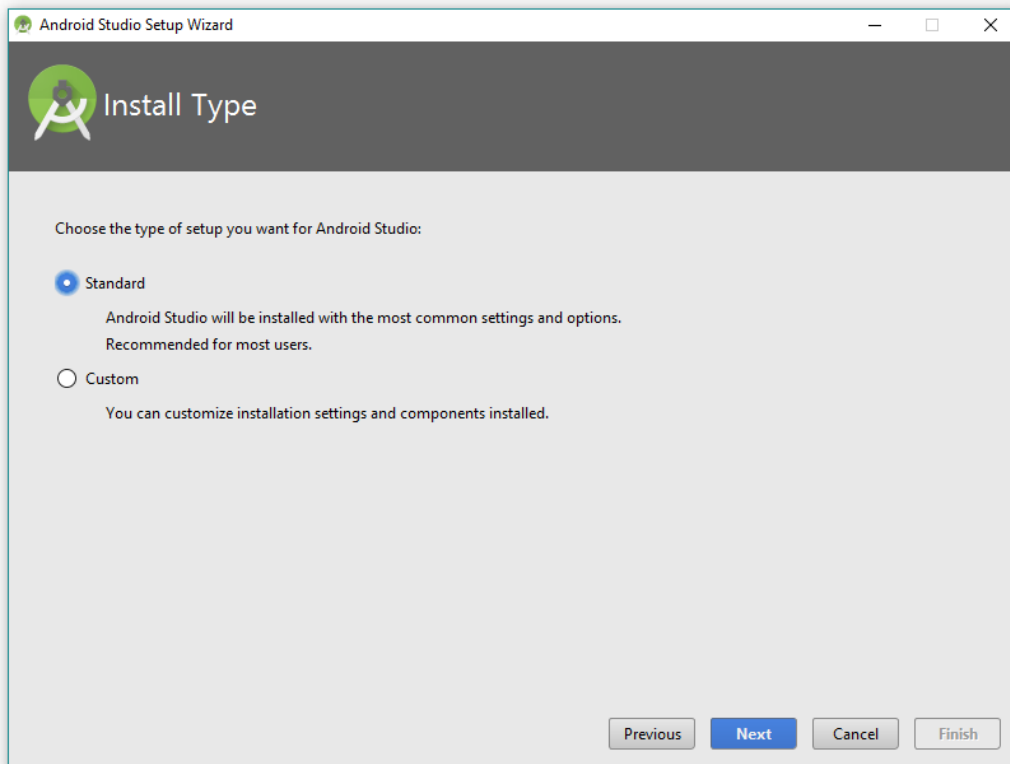 Android Studio Setup Wizard
Install Type
Choose the type of setup you want for Android Studio:
Standard
Android Studio will be installed with the most common settings and options.
Recommended for most users.
Custom
You can customize installation settings and components installed.
Previous Next Cancel Finish